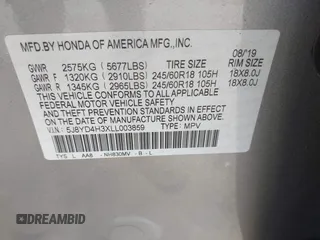 MFD. BY HONDA OF AMERICA MFG.,INC.
08/19
GVWR 2575KG ( 5677LBS) RIM SIZE
GAWR F 1320KG ( 2910LBS) 245/60R18 105H 18X8.0J
GAWR R 1345KG ( 2965LBS) 245/60R18 105H 18X8.0J
THIS VEHICLE CONFORMS TO ALL APPLICABLE
FEDERAL MOTOR VEHICLE SAFETY AND THEFT
PREVENTION STANDARDS IN EFFECT ON THE
DATE OF MANUFACTURE SHOWN ABOVE.
V.I.N.: 5J8YD4H3XLL003859 TYPE: MPV
TYS L AA8 - NH830MV - B - L
DREAMBID